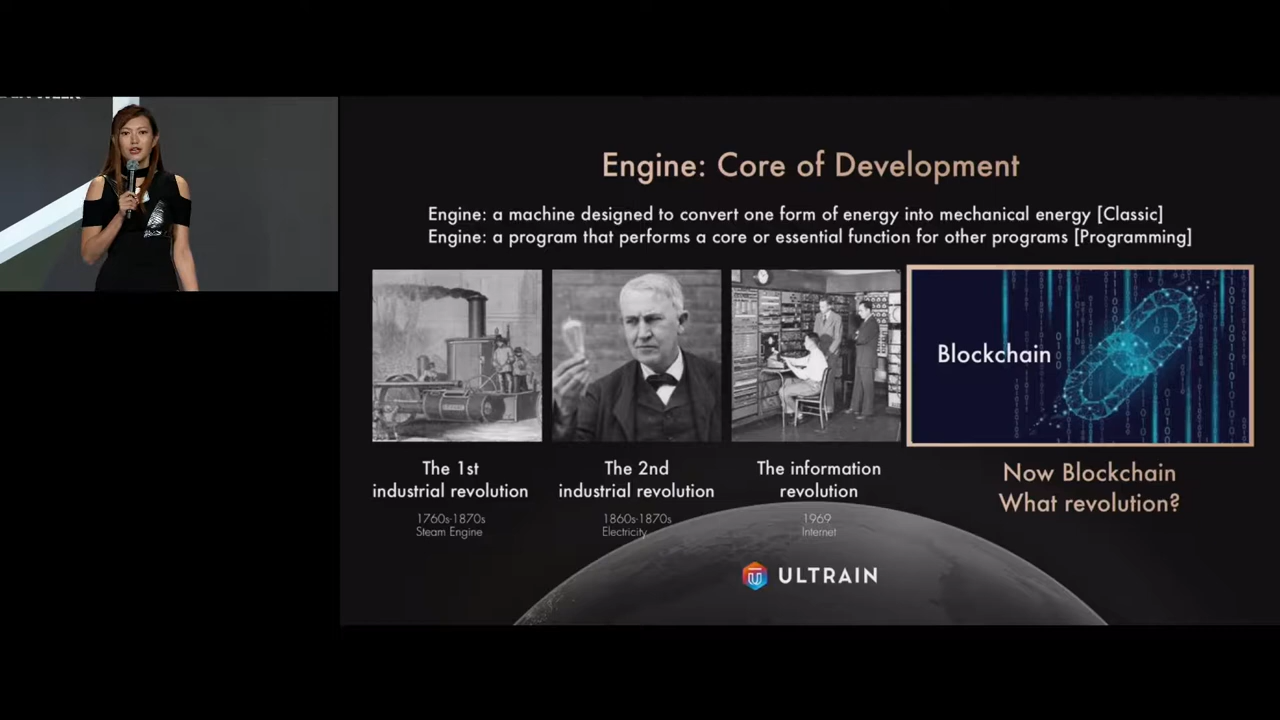 WEEK
Engine: Core of Development
Engine: a machine designed to convert one form of energy into mechanical energy [Classic]
Engine: a program that performs a core or essential function for other programs [Programming]
Blockchain
The 1st
industrial revolution
1760s-1870s
Steam Engine
The 2nd
industrial revolution
1860s-1870s
Electricity
The information
revolution
1969
Internet
Now Blockchain
What revolution?
ULTRAIN